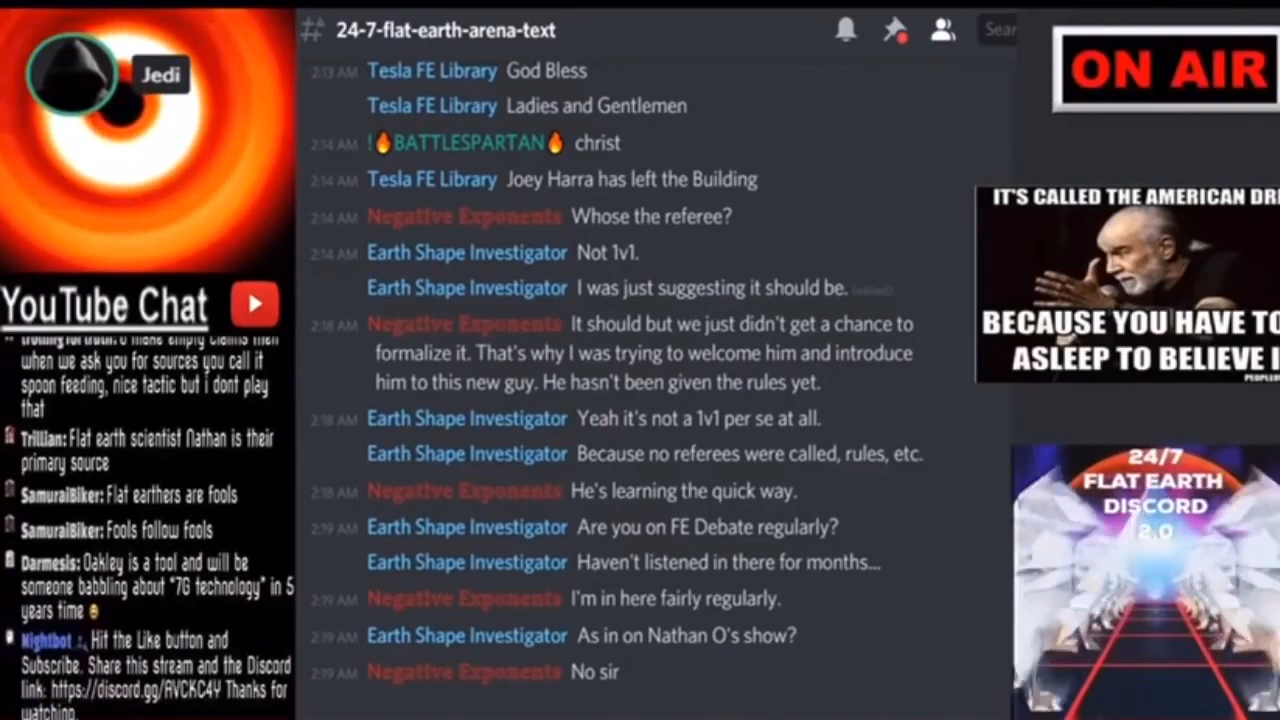 Jedi
24-7-flat-earth-arena-text
Sear
2:13 AM Tesla FE Library God Bless
Tesla FE Library Ladies and Gentlemen
2:14 AM !🔥BATTLESPARTAN🔥 christ
2:14 AM Tesla FE Library Joey Harra has left the Building
2:14 AM Negative Exponents Whose the referee?
2:14 AM Earth Shape Investigator Not 1v1.
Earth Shape Investigator I was just suggesting it should be. (edited)
2:18 AM Negative Exponents It should but we just didn't get a chance to
formalize it. That's why I was trying to welcome him and introduce
him to this new guy. He hasn't been given the rules yet.
2:18 AM Earth Shape Investigator Yeah it's not a 1v1 per se at all.
Earth Shape Investigator Because no referees were called, rules, etc.
2:18 AM Negative Exponents He's learning the quick way.
2:19 AM Earth Shape Investigator Are you on FE Debate regularly?
Earth Shape Investigator Haven't listened in there for months...
2:19 AM Negative Exponents I'm in here fairly regularly.
2:19 AM Earth Shape Investigator As in on Nathan O's show?
2:19 AM Negative Exponents No sir
YouTube Chat
make empty claims then
when we ask you for sources you call it
spoon feeding, nice tactic but i dont play
that
Trillian: Flat earth scientist Nathan is their
primary source
SamuraiBiker: Flat earthers are fools
SamuraiBiker: Fools follow fools
Darmesis: Oakley is a tool and will be
someone babbling about "7G technology" in 5
years time
Nightbot: Hit the Like button and
Subscribe. Share this stream and the Discord
link: https://discord.gg/AVCKC4Y Thanks for
watching.
ON AIR
IT'S CALLED THE AMERICAN DR
BECAUSE YOU HAVE TO
ASLEEP TO BELIEVE I
24/7
FLAT EARTH
DISCORD
2.0